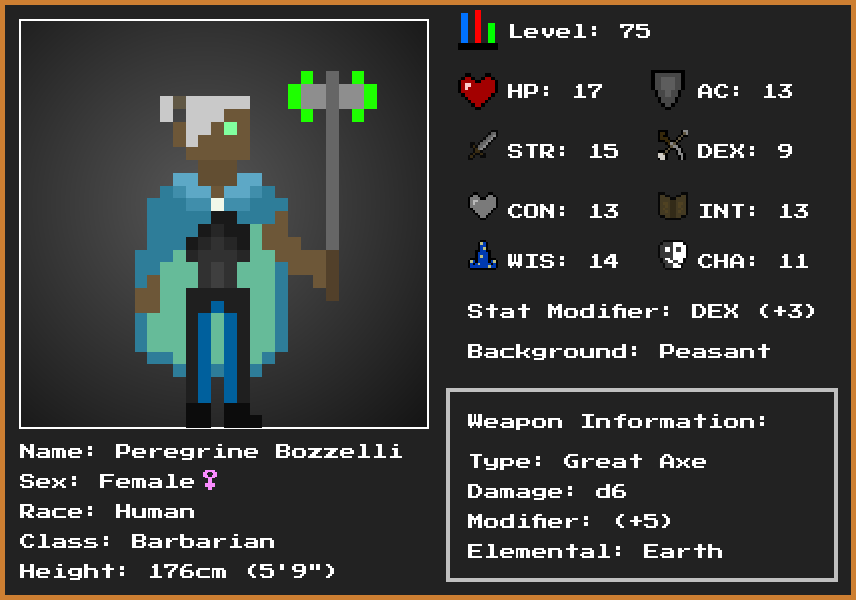 Level: 75
HP: 17
AC: 13
STR: 15
DEX: 9
CON: 13
INT: 13
WIS: 14
CHA: 11
Stat Modifier: DEX (+3)
Background: Peasant
Weapon Information:
Type: Great Axe
Damage: d6
Modifier: (+5)
Elemental: Earth
Name: Peregrine Bozzelli
Sex: Female♀
Race: Human
Class: Barbarian
Height: 176cm (5'9")